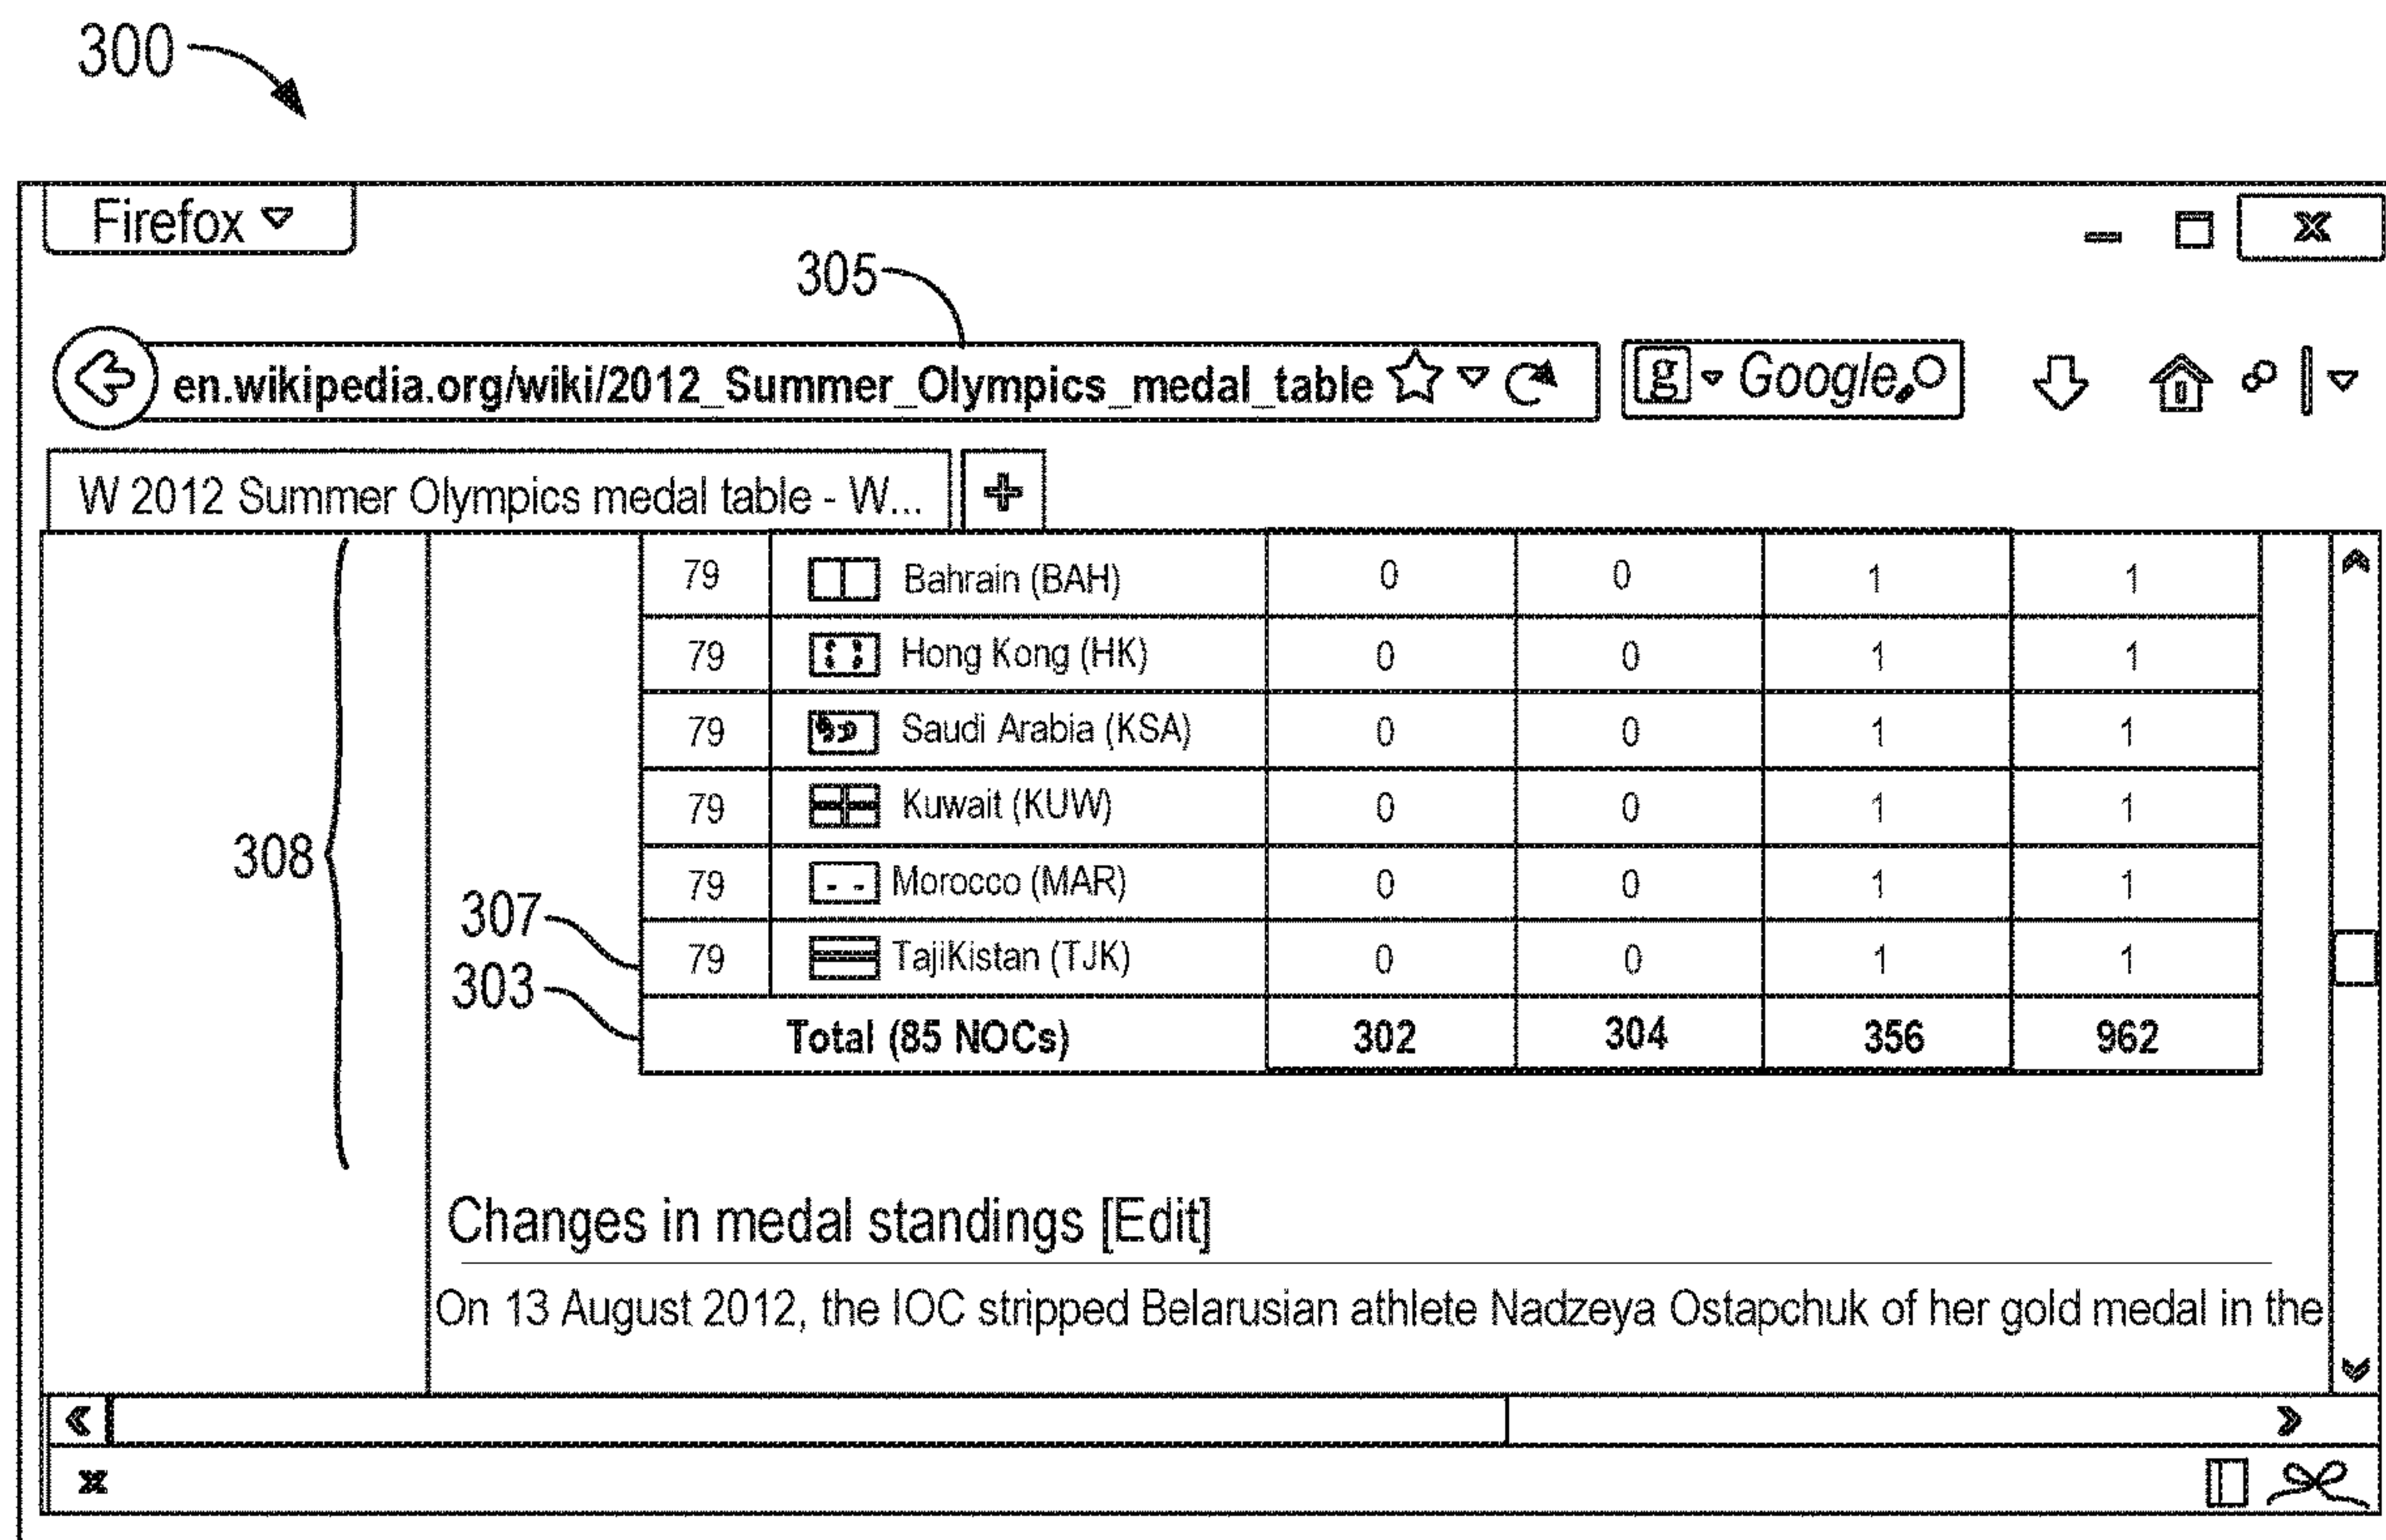 300
Firefox
305
en.wikipedia.org/wiki/2012_Summer_Olympics_medal_table
g Google
W 2012 Summer Olympics medal table - W...
79 Bahrain (BAH) 0 0 1 1
79 Hong Kong (HK) 0 0 1 1
79 Saudi Arabia (KSA) 0 0 1 1
79 Kuwait (KUW) 0 0 1 1
308
79 Morocco (MAR) 0 0 1 1
307
79 TajiKistan (TJK) 0 0 1 1
303
Total (85 NOCs) 302 304 356 962
Changes in medal standings [Edit]
On 13 August 2012, the IOC stripped Belarusian athlete Nadzeya Ostapchuk of her gold medal in the